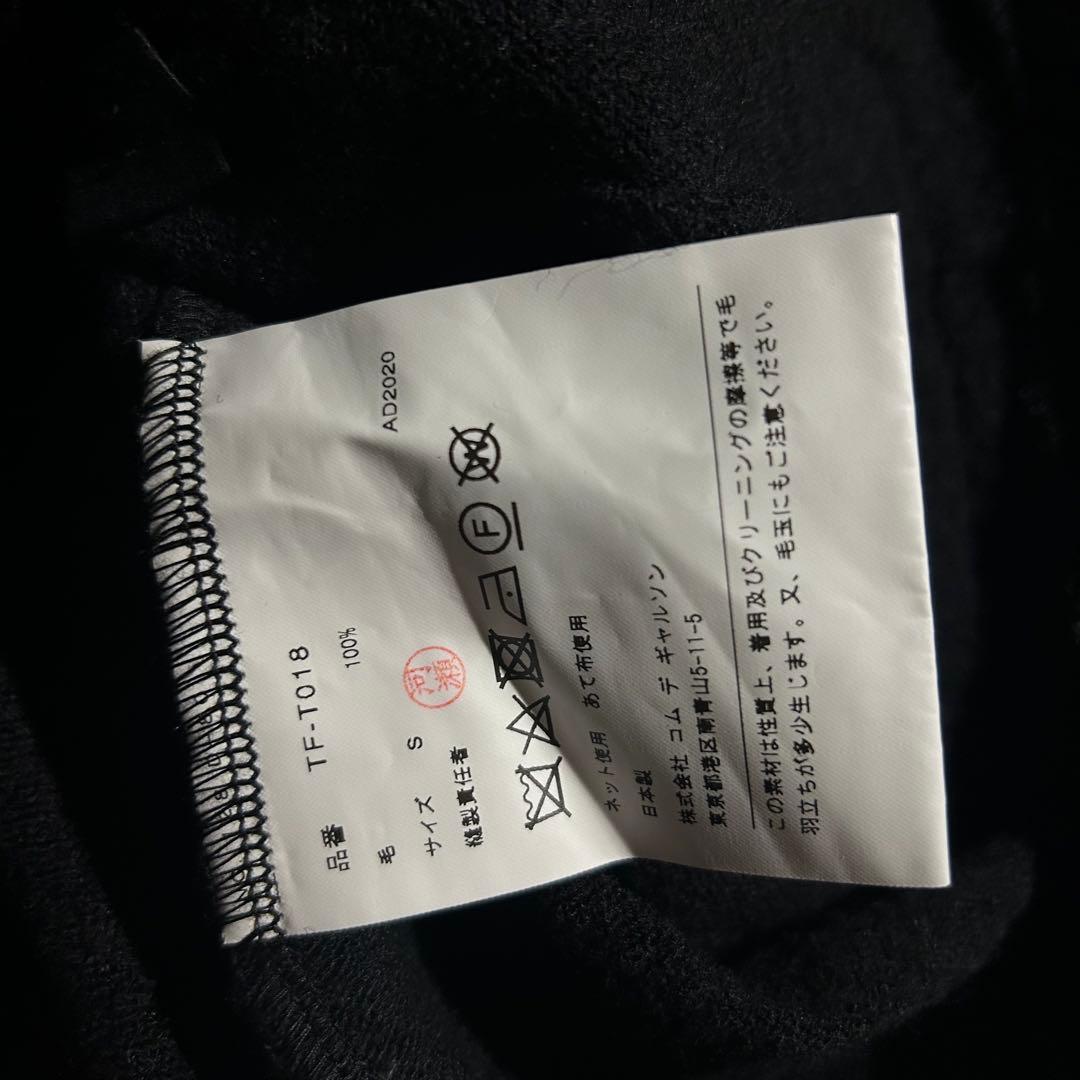 品番 TF-T018
毛 100% AD2020
サイズ S
縫製責任者 河瀬
F W
ネット使用 あて布使用
日本製
株式会社 コム デ ギャルソン
東京都港区南青山5-11-5
この素材は性質上、着用及びクリーニングの摩擦等で毛
羽立ちが多少生じます。又、毛玉にもご注意ください。